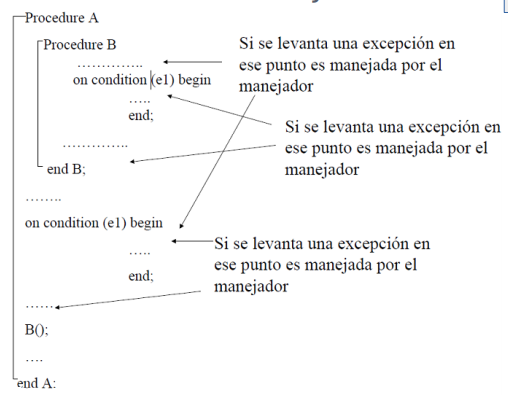 Procedure A
Procedure B
..............
on condition (e1) begin
.....
end;
..............
end B;
........
on condition (e1) begin
.....
end;
......
B();
....
end A:
Si se levanta una excepción en
ese punto es manejada por el
manejador
Si se levanta una excepción en
ese punto es manejada por el
manejador
Si se levanta una excepción en
ese punto es manejada por el
manejador